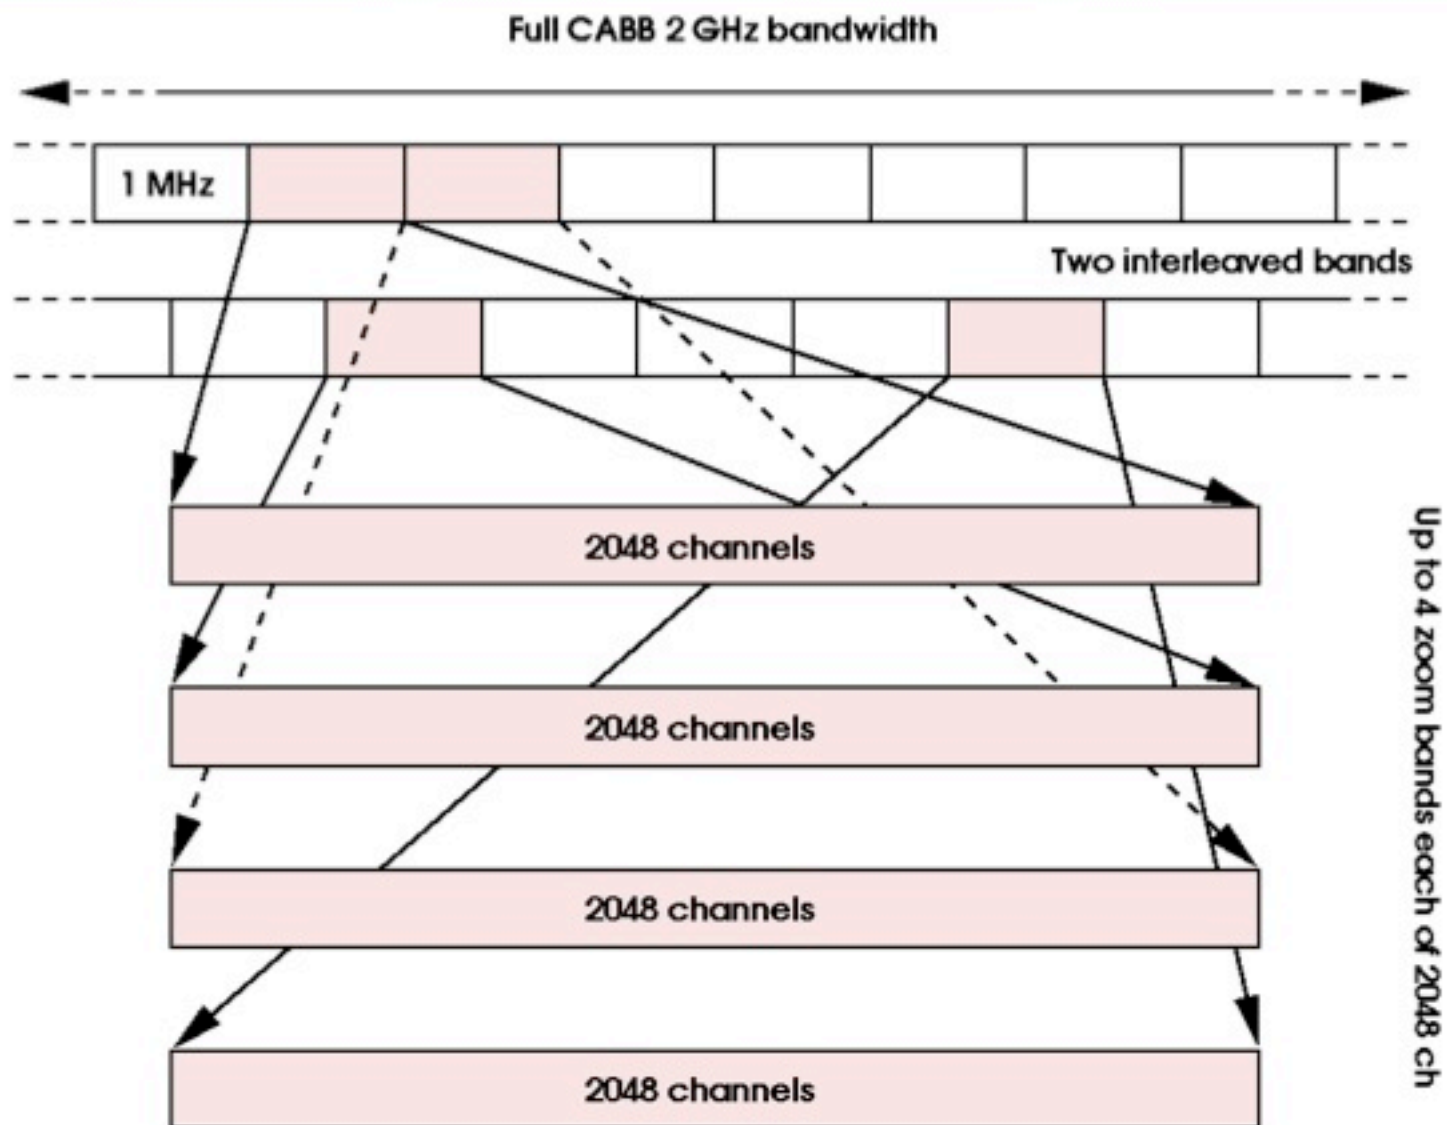 Full CABB 2 GHz bandwidth
1 MHz
Two interleaved bands
2048 channels
2048 channels
2048 channels
2048 channels
Up to 4 zoom bands each of 2048 ch